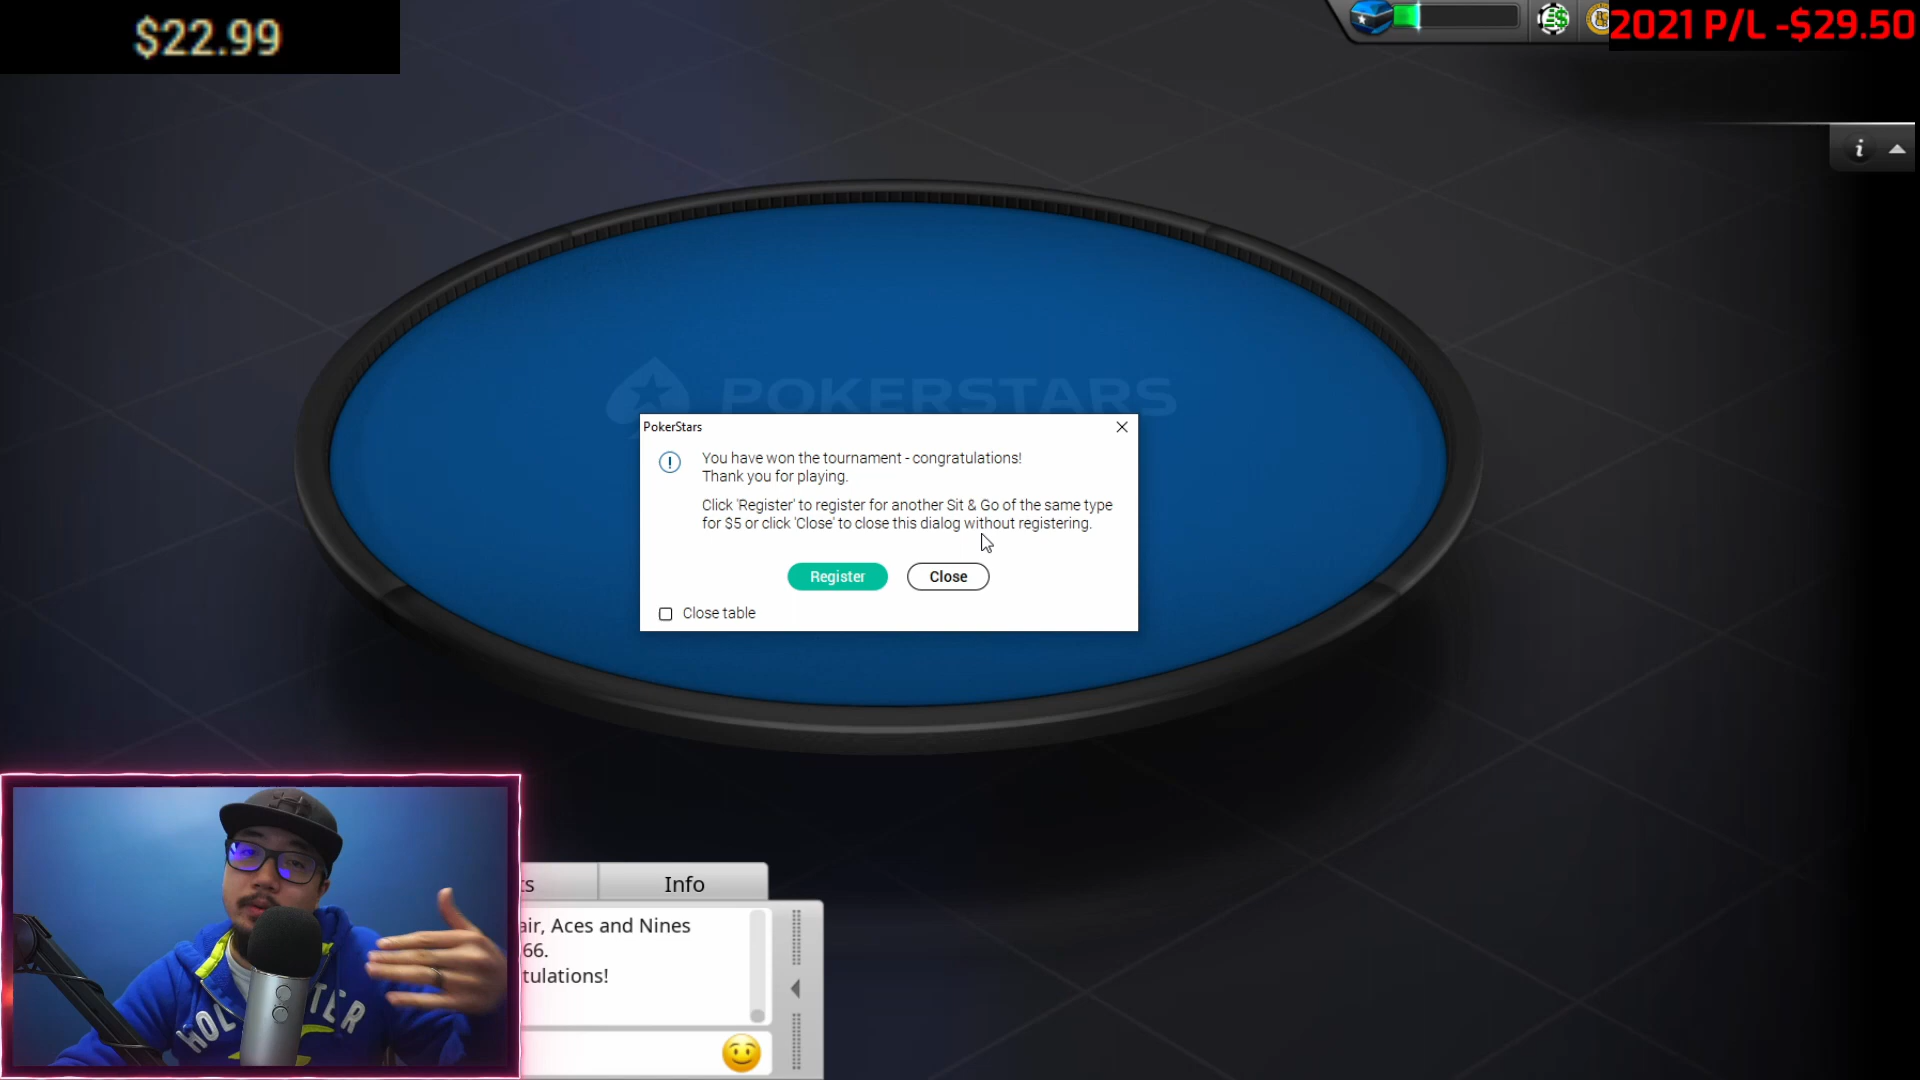 $22.99
2021 P/L -$29.50
POKERSTARS
PokerStars
You have won the tournament - congratulations!
Thank you for playing.
Click 'Register' to register for another Sit & Go of the same type
for $5 or click 'Close' to close this dialog without registering.
Register
Close
Close table
Info
Aces and Nines
66.